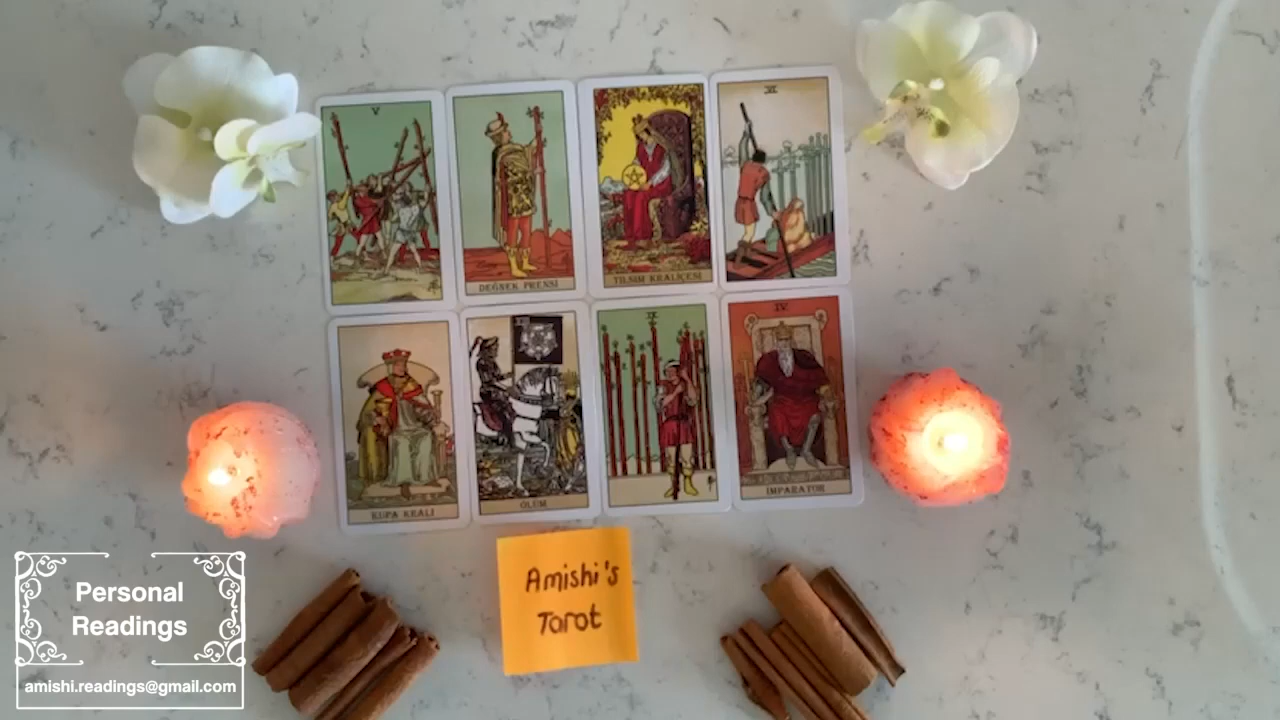 V
DEĞNEK PRENSİ
TILSIM KRALİÇESİ
VI
KUPA KRALI
ÖLÜM
IX
IV
İMPARATOR
Amishi's
Tarot
Personal
Readings
amishi.readings@gmail.com